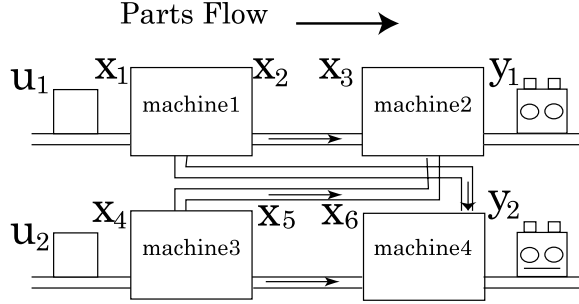 Parts Flow
u1 x1 machine1 x2 x3 machine2 y1
u2 x4 machine3 x5 x6 machine4 y2